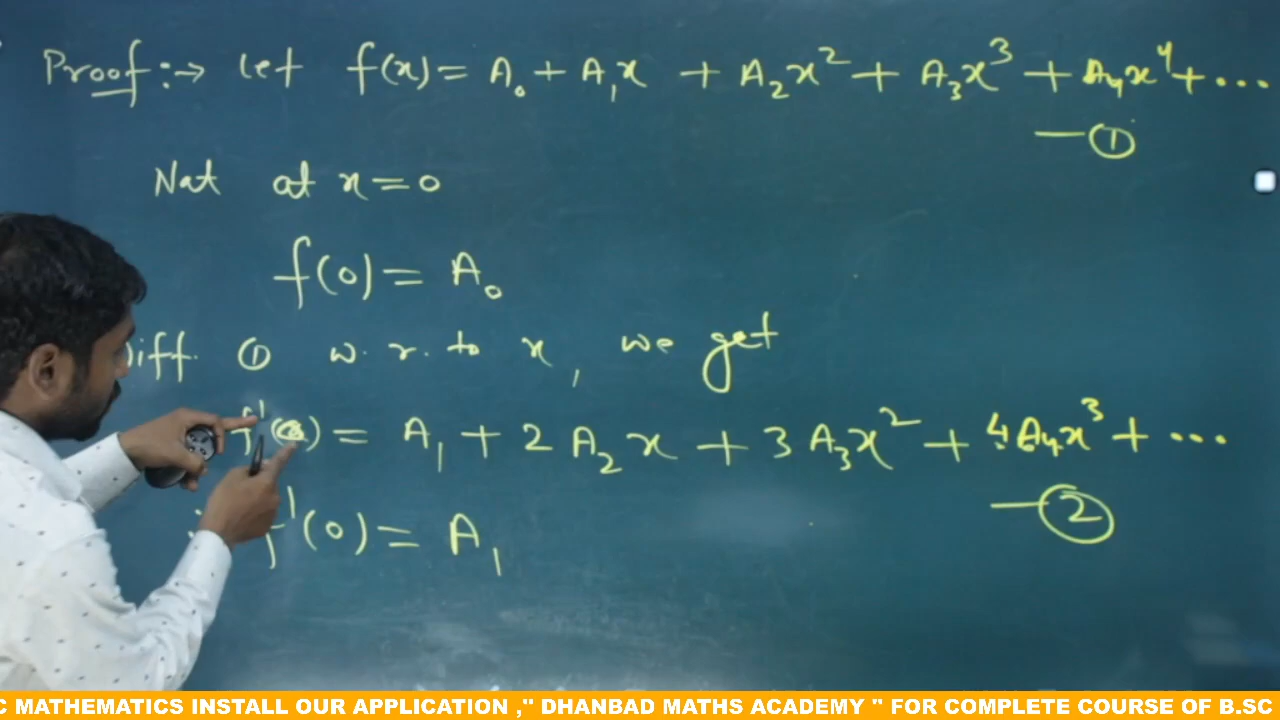 Proof :→ Let f(x) = A₀ + A₁x + A₂x² + A₃x³ + A₄x⁴ + ...
— ①
Nat at x = 0
f(0) = A₀
Diff. ① w. r. to x, we get
f'( ) = A₁ + 2A₂x + 3A₃x² + 4A₄x³ + ...
— ②
f'(0) = A₁
C MATHEMATICS INSTALL OUR APPLICATION ," DHANBAD MATHS ACADEMY " FOR COMPLETE COURSE OF B.SC